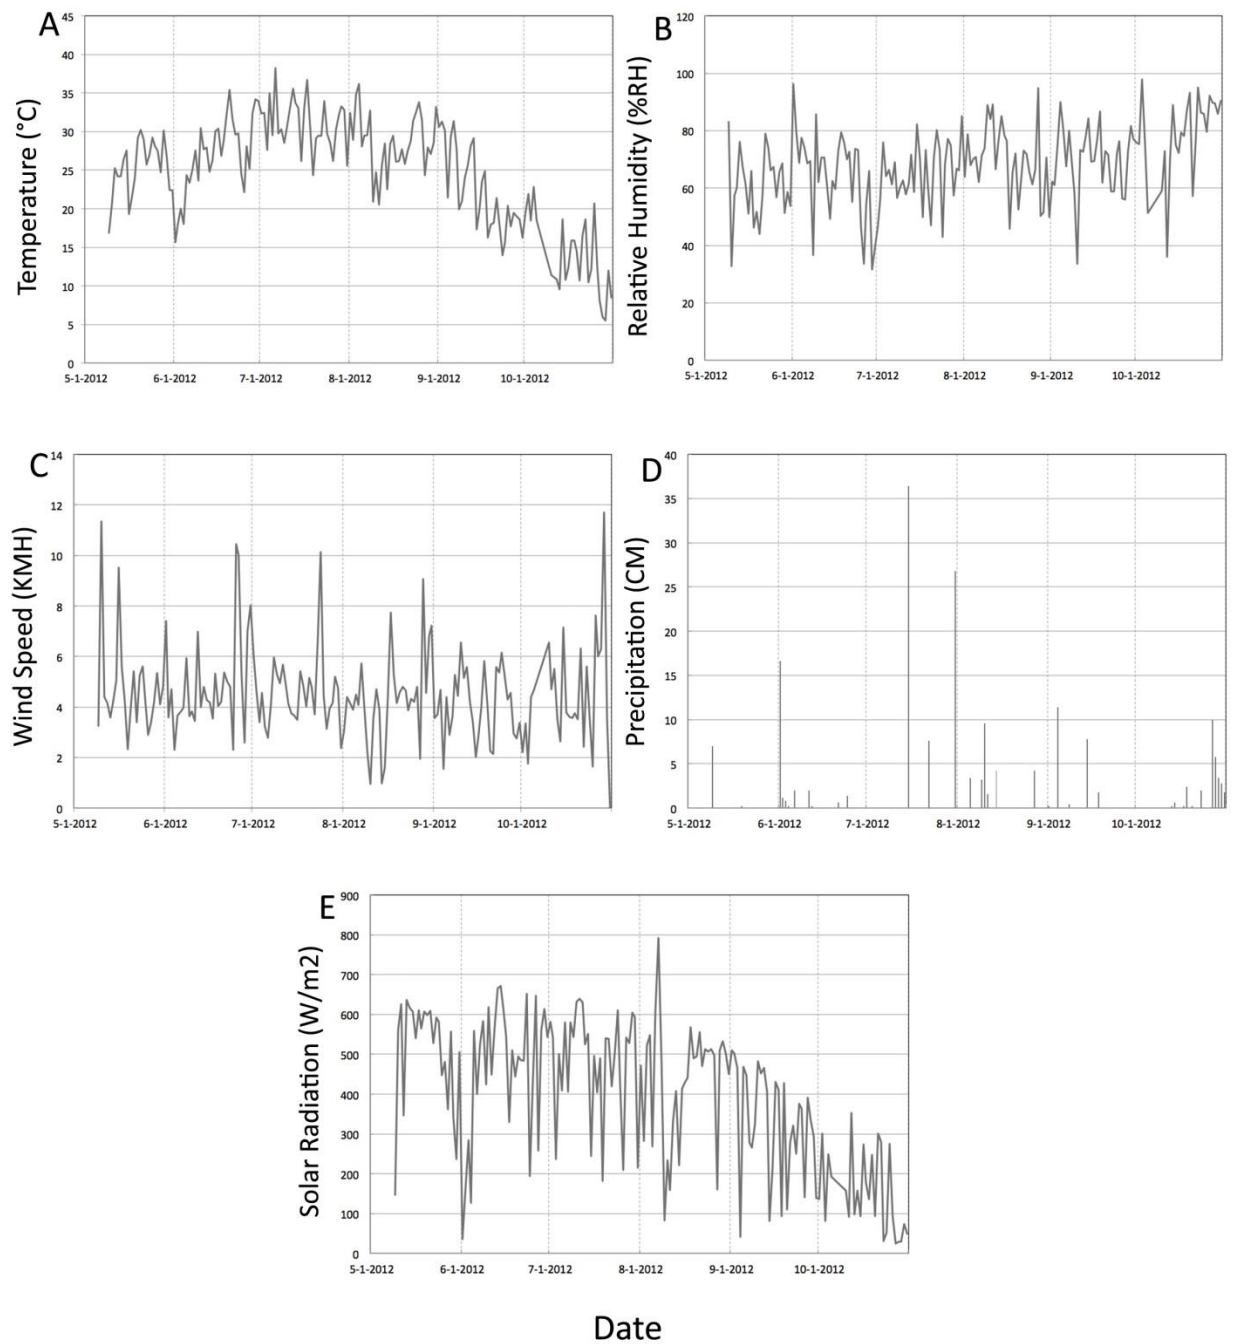 A
Temperature (°C)
45
40
35
30
25
20
15
10
5
0
5-1-2012 6-1-2012 7-1-2012 8-1-2012 9-1-2012 10-1-2012
B
Relative Humidity (%RH)
120
100
80
60
40
20
0
5-1-2012 6-1-2012 7-1-2012 8-1-2012 9-1-2012 10-1-2012
C
Wind Speed (KMH)
14
12
10
8
6
4
2
0
5-1-2012 6-1-2012 7-1-2012 8-1-2012 9-1-2012 10-1-2012
D
Precipitation (CM)
40
35
30
25
20
15
10
5
0
5-1-2012 6-1-2012 7-1-2012 8-1-2012 9-1-2012 10-1-2012
E
Solar Radiation (W/m2)
900
800
700
600
500
400
300
200
100
0
5-1-2012 6-1-2012 7-1-2012 8-1-2012 9-1-2012 10-1-2012
Date